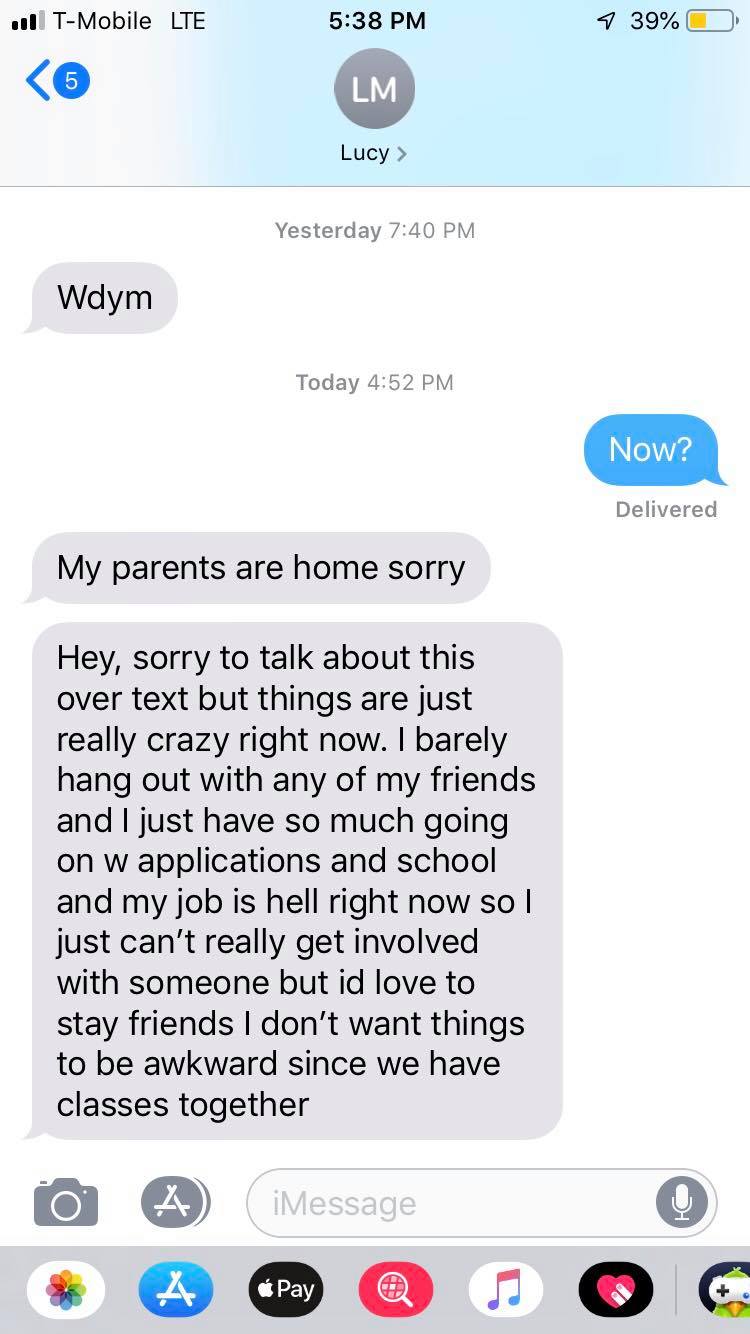 T-Mobile LTE 5:38 PM 39%
5
LM
Lucy
Yesterday 7:40 PM
Wdym
Today 4:52 PM
Now?
Delivered
My parents are home sorry
Hey, sorry to talk about this
over text but things are just
really crazy right now. I barely
hang out with any of my friends
and I just have so much going
on w applications and school
and my job is hell right now so I
just can’t really get involved
with someone but id love to
stay friends I don’t want things
to be awkward since we have
classes together
iMessage
Pay